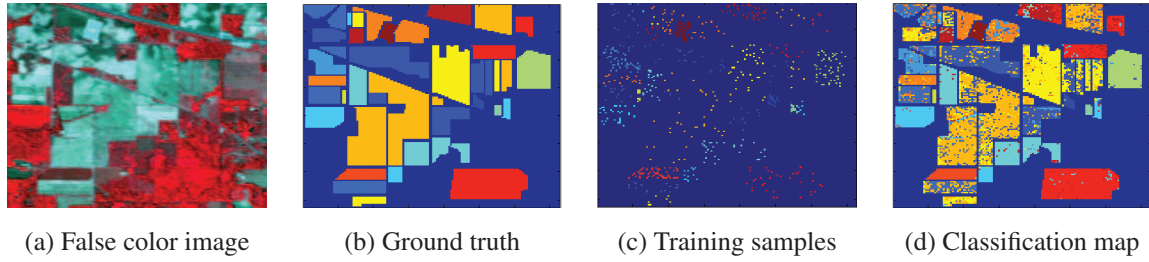 (a) False color image
(b) Ground truth
(c) Training samples
(d) Classification map